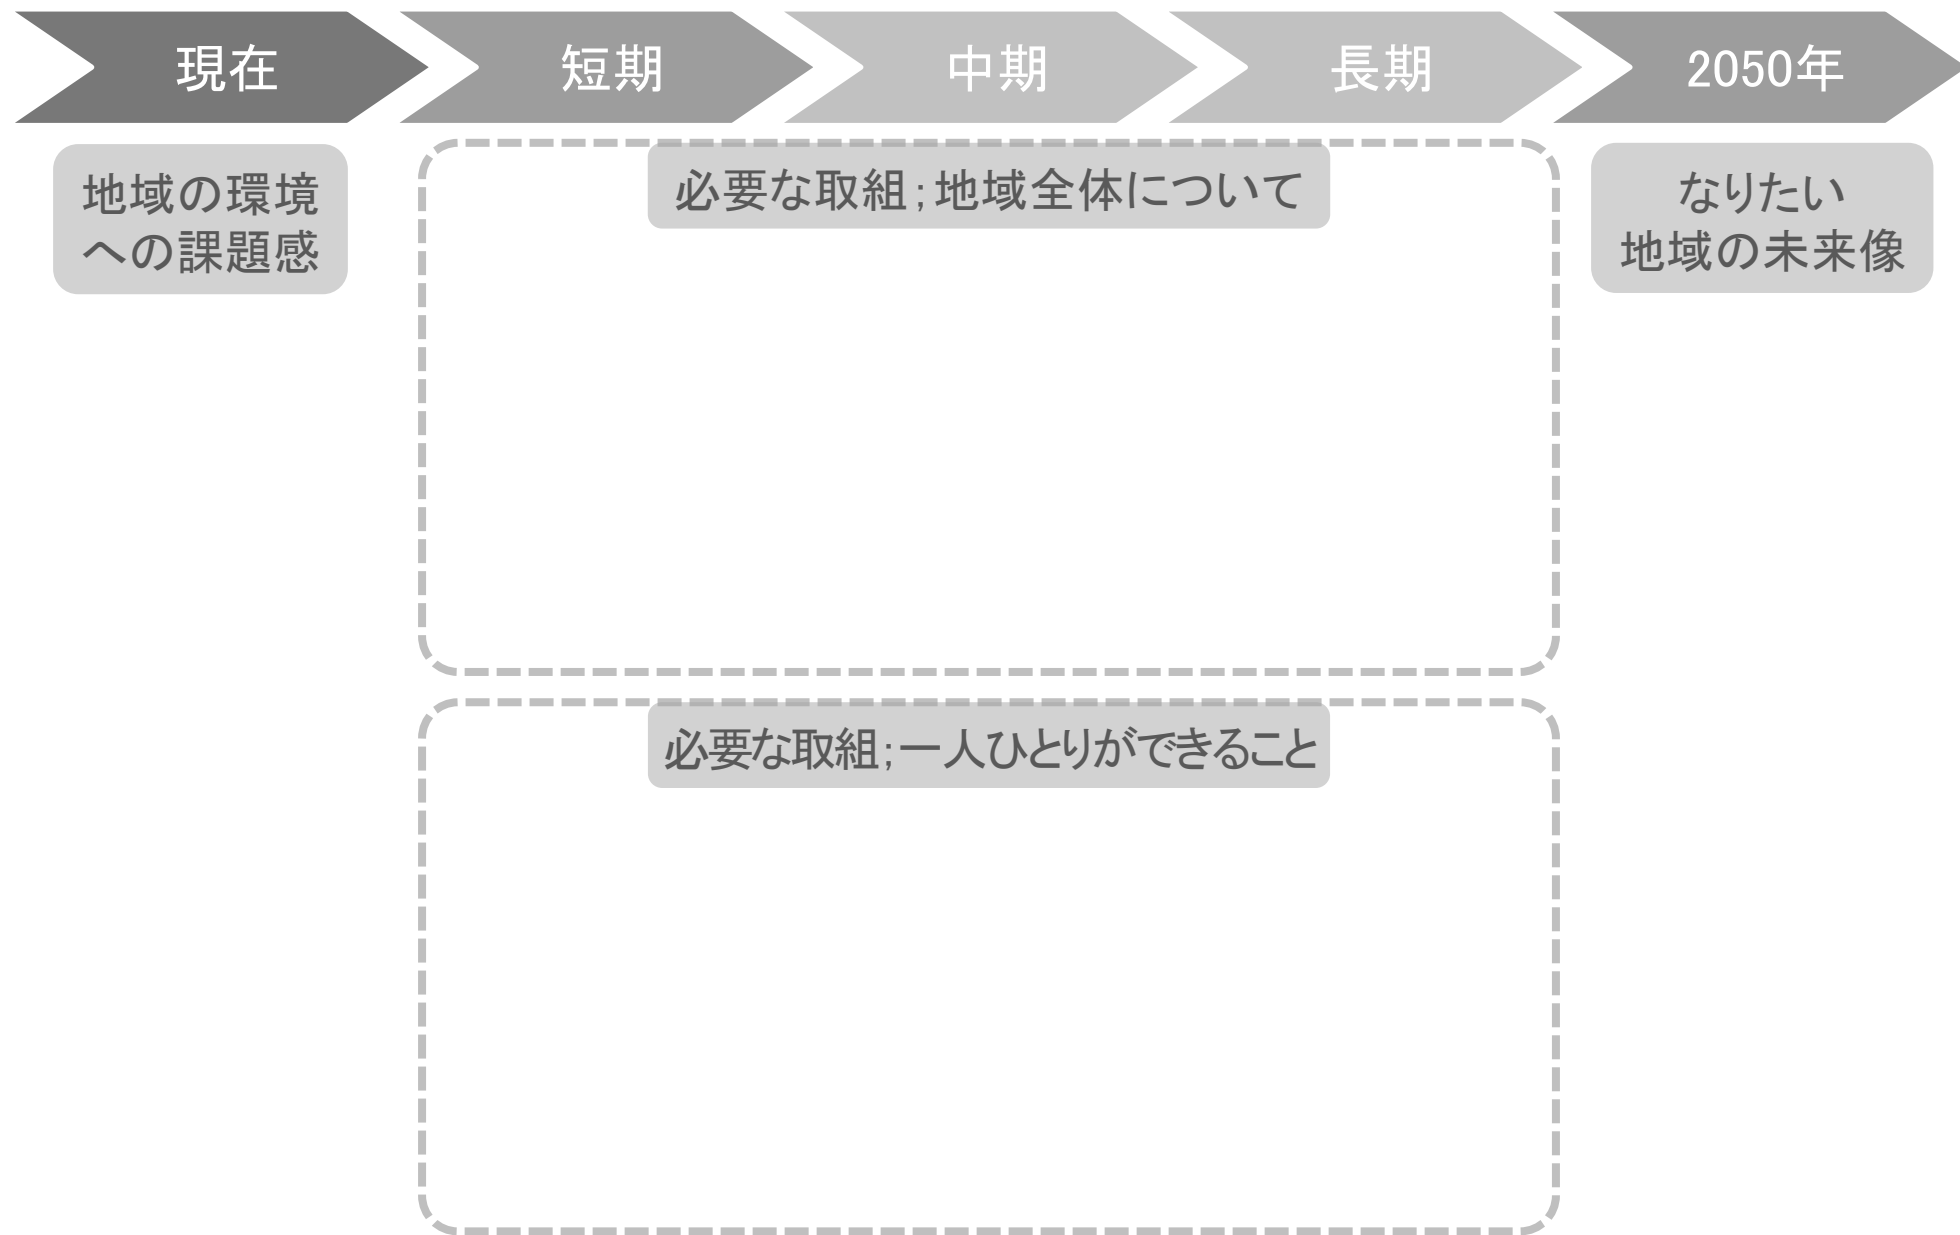 現在
短期
中期
長期
2050年
地域の環境
への課題感
必要な取組;地域全体について
なりたい
地域の未来像
必要な取組;一人ひとりができること